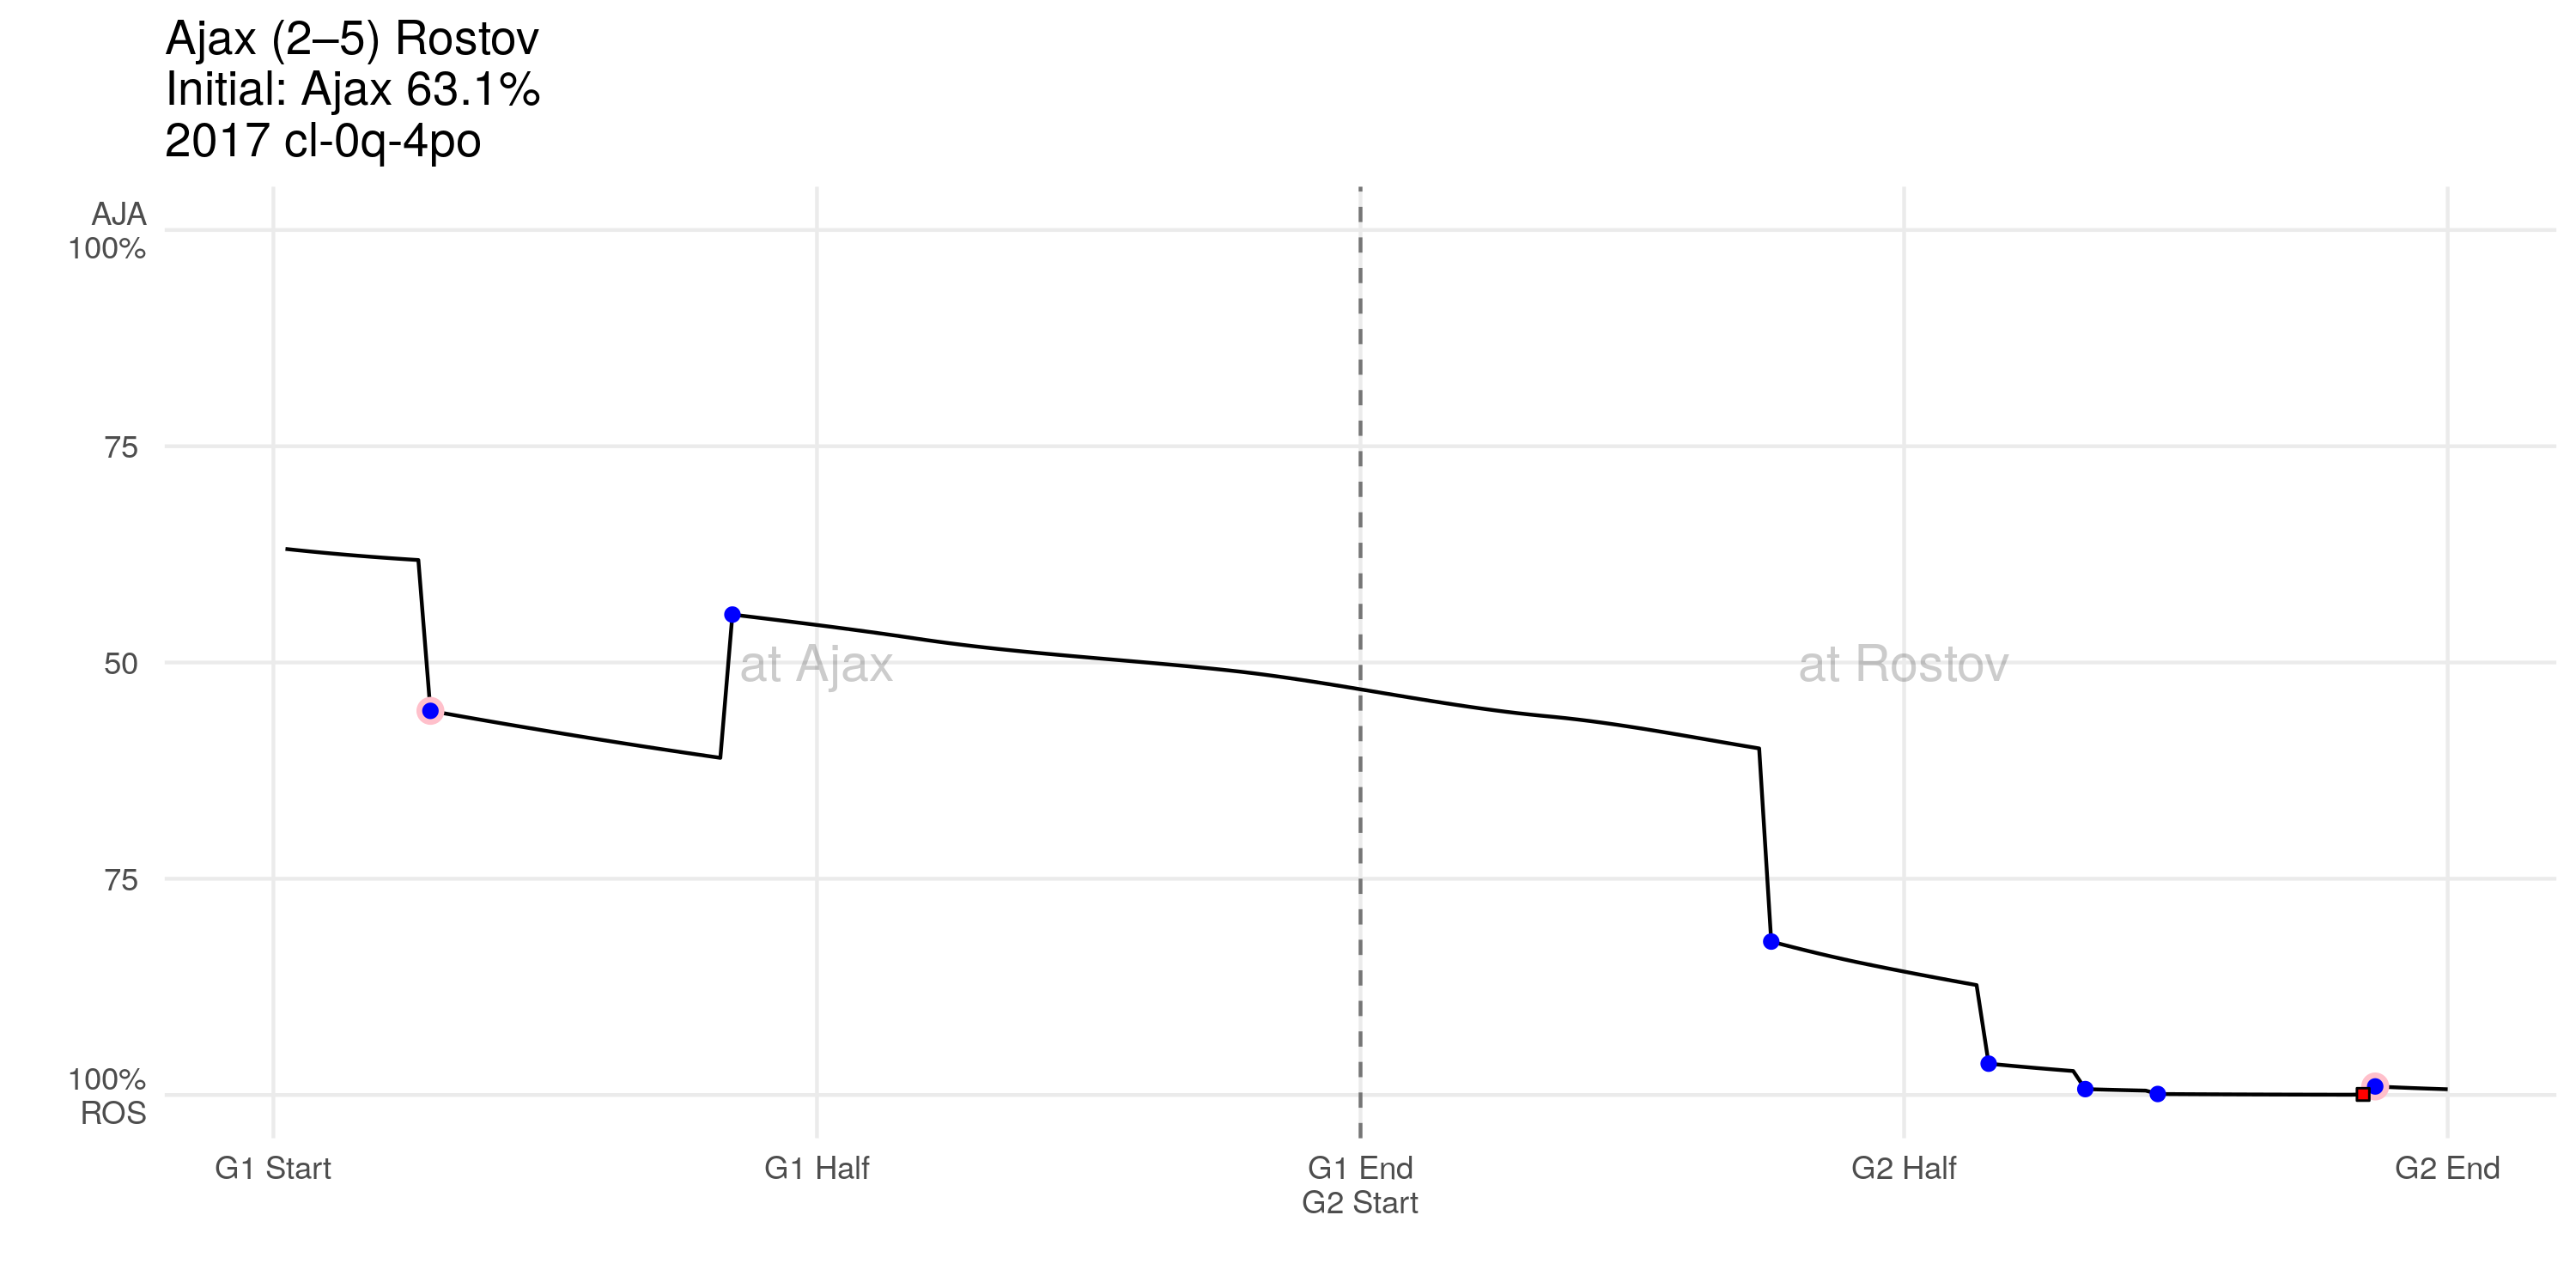 Ajax (2–5) Rostov
Initial: Ajax 63.1%
2017 cl-0q-4po
AJA
100%
75
50
75
100%
ROS
at Ajax
at Rostov
G1 Start
G1 Half
G1 End
G2 Start
G2 Half
G2 End